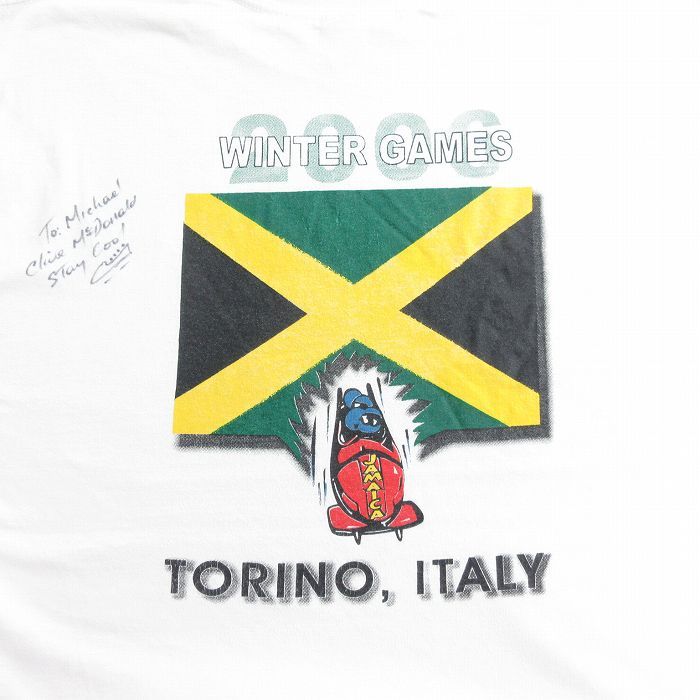 2006
WINTER GAMES
To: Michael
Clive McDonald
Stay Cool
JAMAICA
TORINO, ITALY